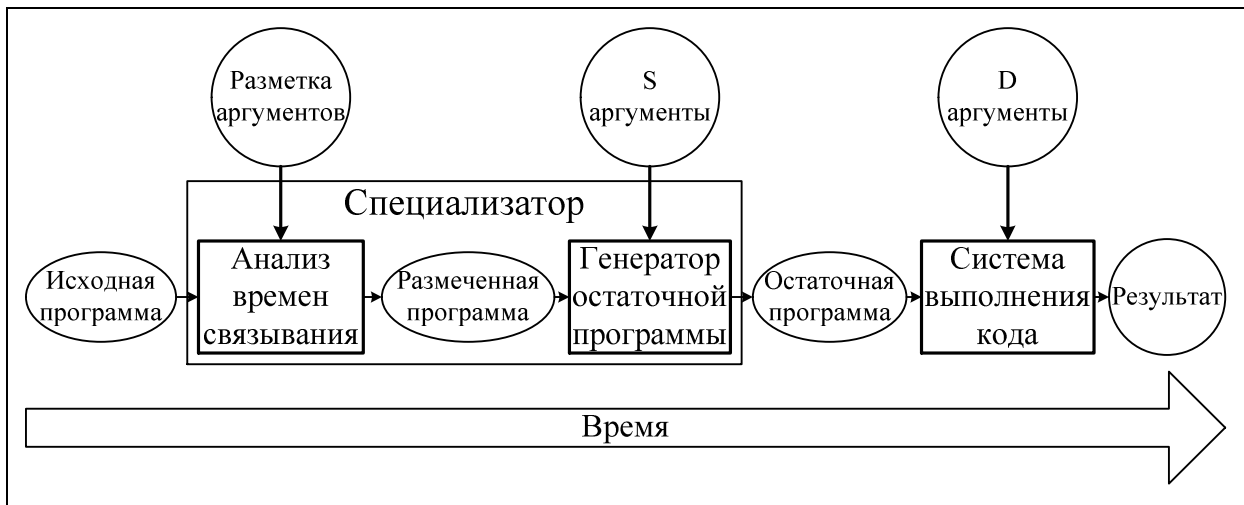 Разметка
аргументов
S
аргументы
D
аргументы
Специализатор
Исходная
программа
Анализ
времен
связывания
Размеченная
программа
Генератор
остаточной
программы
Остаточная
программа
Система
выполнения
кода
Результат
Время